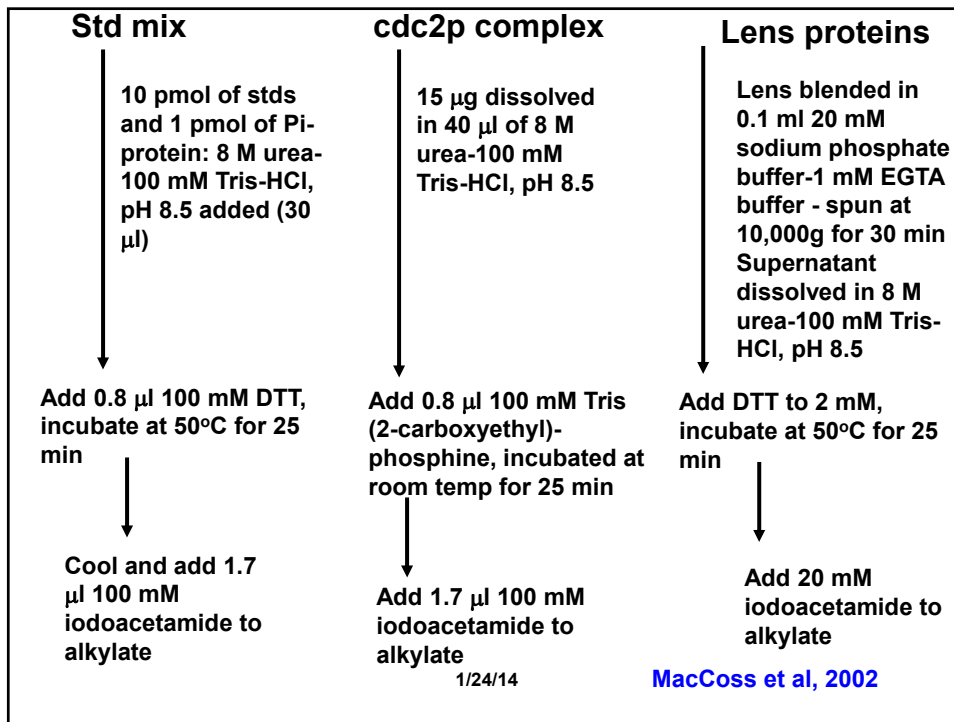 Std mix
10 pmol of stds
and 1 pmol of Pi-
protein: 8 M urea-
100 mM Tris-HCl,
pH 8.5 added (30
μl)
Add 0.8 μl 100 mM DTT,
incubate at 50°C for 25
min
Cool and add 1.7
μl 100 mM
iodoacetamide to
alkylate
cdc2p complex
15 μg dissolved
in 40 μl of 8 M
urea-100 mM
Tris-HCl, pH 8.5
Add 0.8 μl 100 mM Tris
(2-carboxyethyl)-
phosphine, incubated at
room temp for 25 min
Add 1.7 μl 100 mM
iodoacetamide to
alkylate
Lens proteins
Lens blended in
0.1 ml 20 mM
sodium phosphate
buffer-1 mM EGTA
buffer - spun at
10,000g for 30 min
Supernatant
dissolved in 8 M
urea-100 mM Tris-
HCl, pH 8.5
Add DTT to 2 mM,
incubate at 50°C for 25
min
Add 20 mM
iodoacetamide to
alkylate
1/24/14
MacCoss et al, 2002